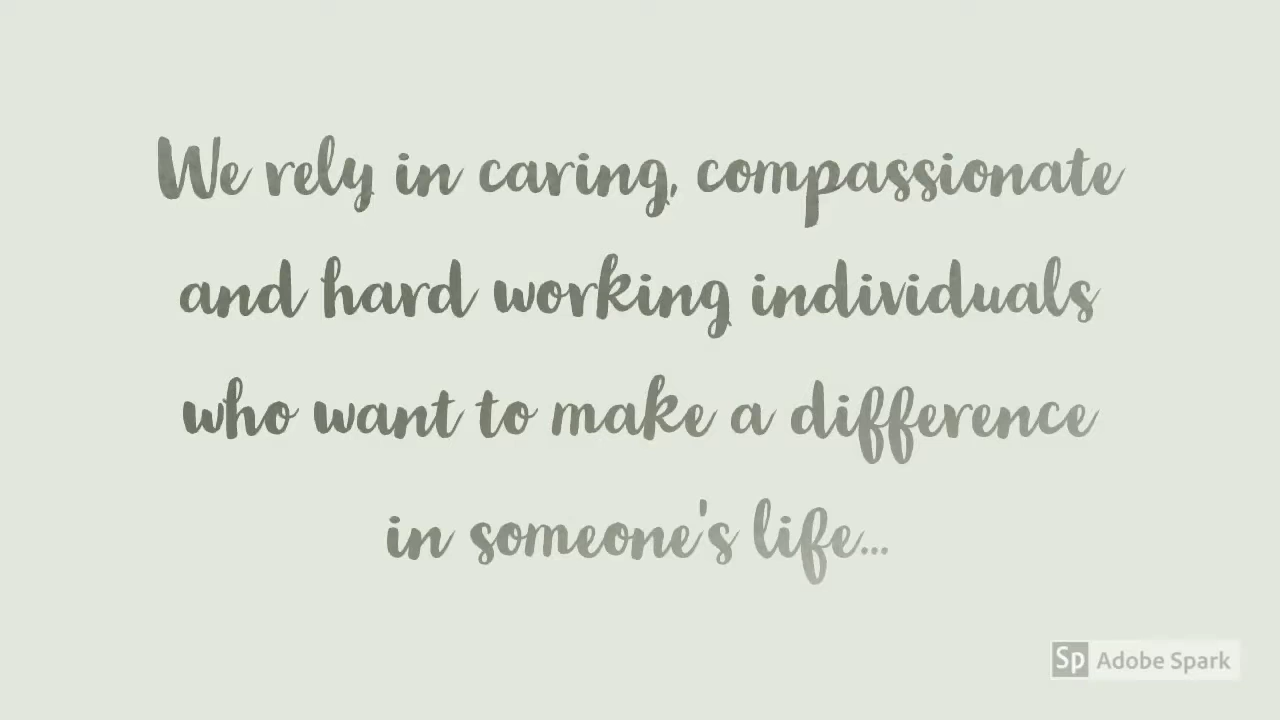 We rely in caring, compassionate
and hard working individuals
who want to make a difference
in someone's life...
Sp Adobe Spark